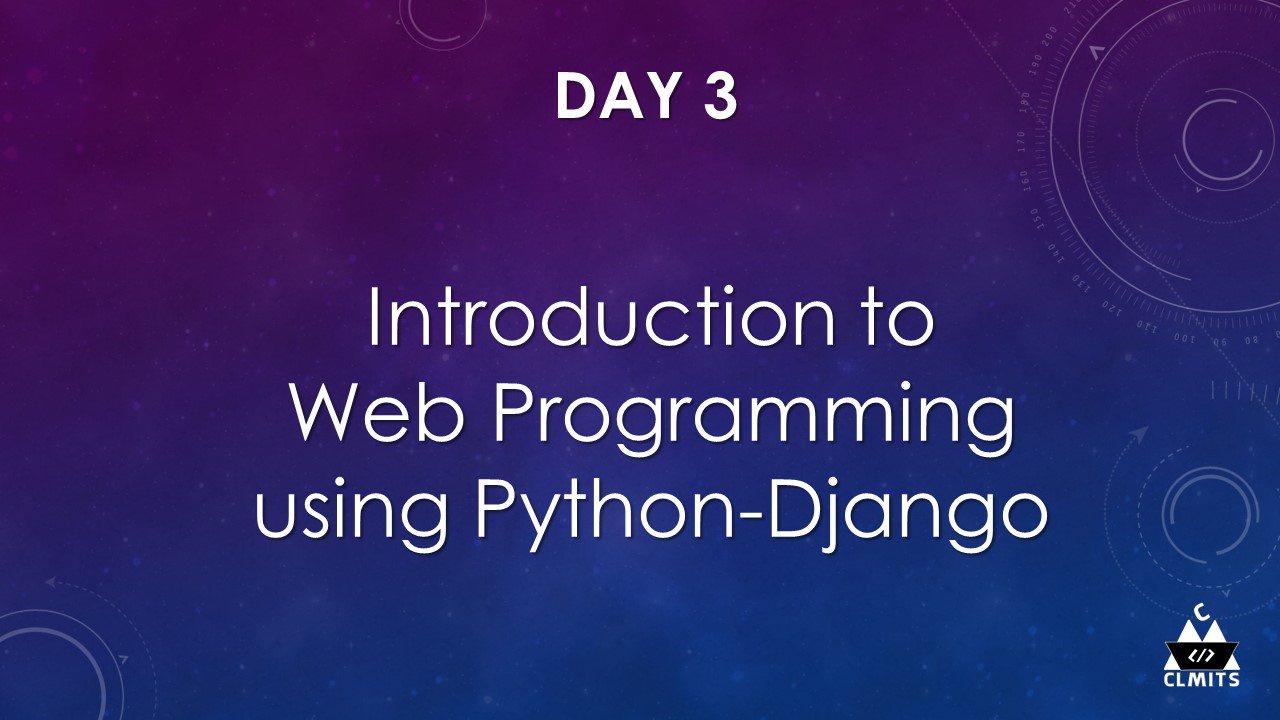 DAY 3
Introduction to
Web Programming
using Python-Django
C
</>
CLMITS